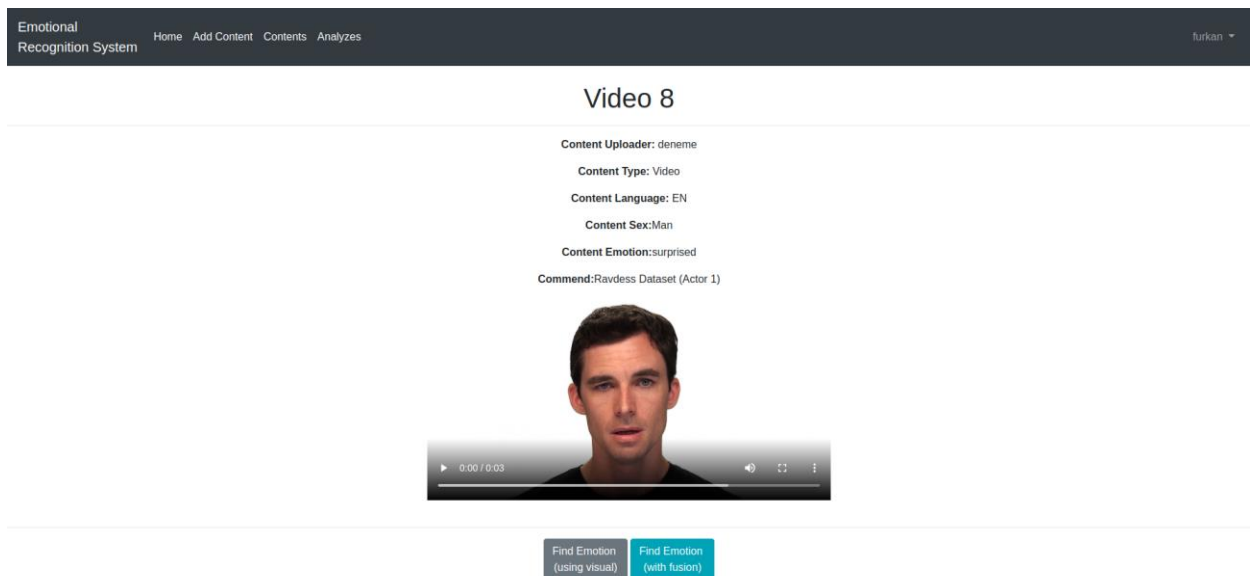 Emotional
Recognition System
Home Add Content Contents Analyzes
furkan
Video 8
Content Uploader: deneme
Content Type: Video
Content Language: EN
Content Sex:Man
Content Emotion:surprised
Commend:Ravdess Dataset (Actor 1)
0:00 / 0:03
Find Emotion
(using visual)
Find Emotion
(with fusion)